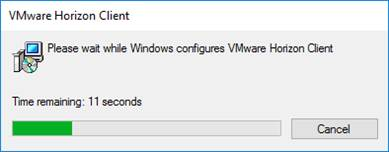 VMware Horizon Client
Please wait while Windows configures VMware Horizon Client
Time remaining: 11 seconds
Cancel